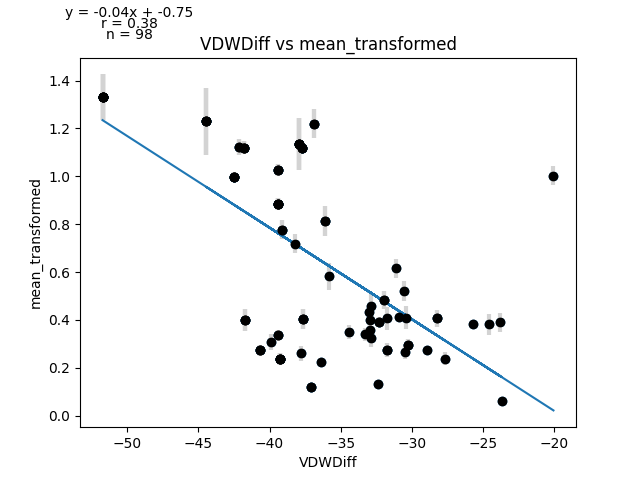 y = -0.04x + -0.75
r = 0.38
n = 98
VDWDiff vs mean_transformed
mean_transformed
1.4
1.2
1.0
0.8
0.6
0.4
0.2
0.0
−50
−45
−40
−35
−30
−25
−20
VDWDiff